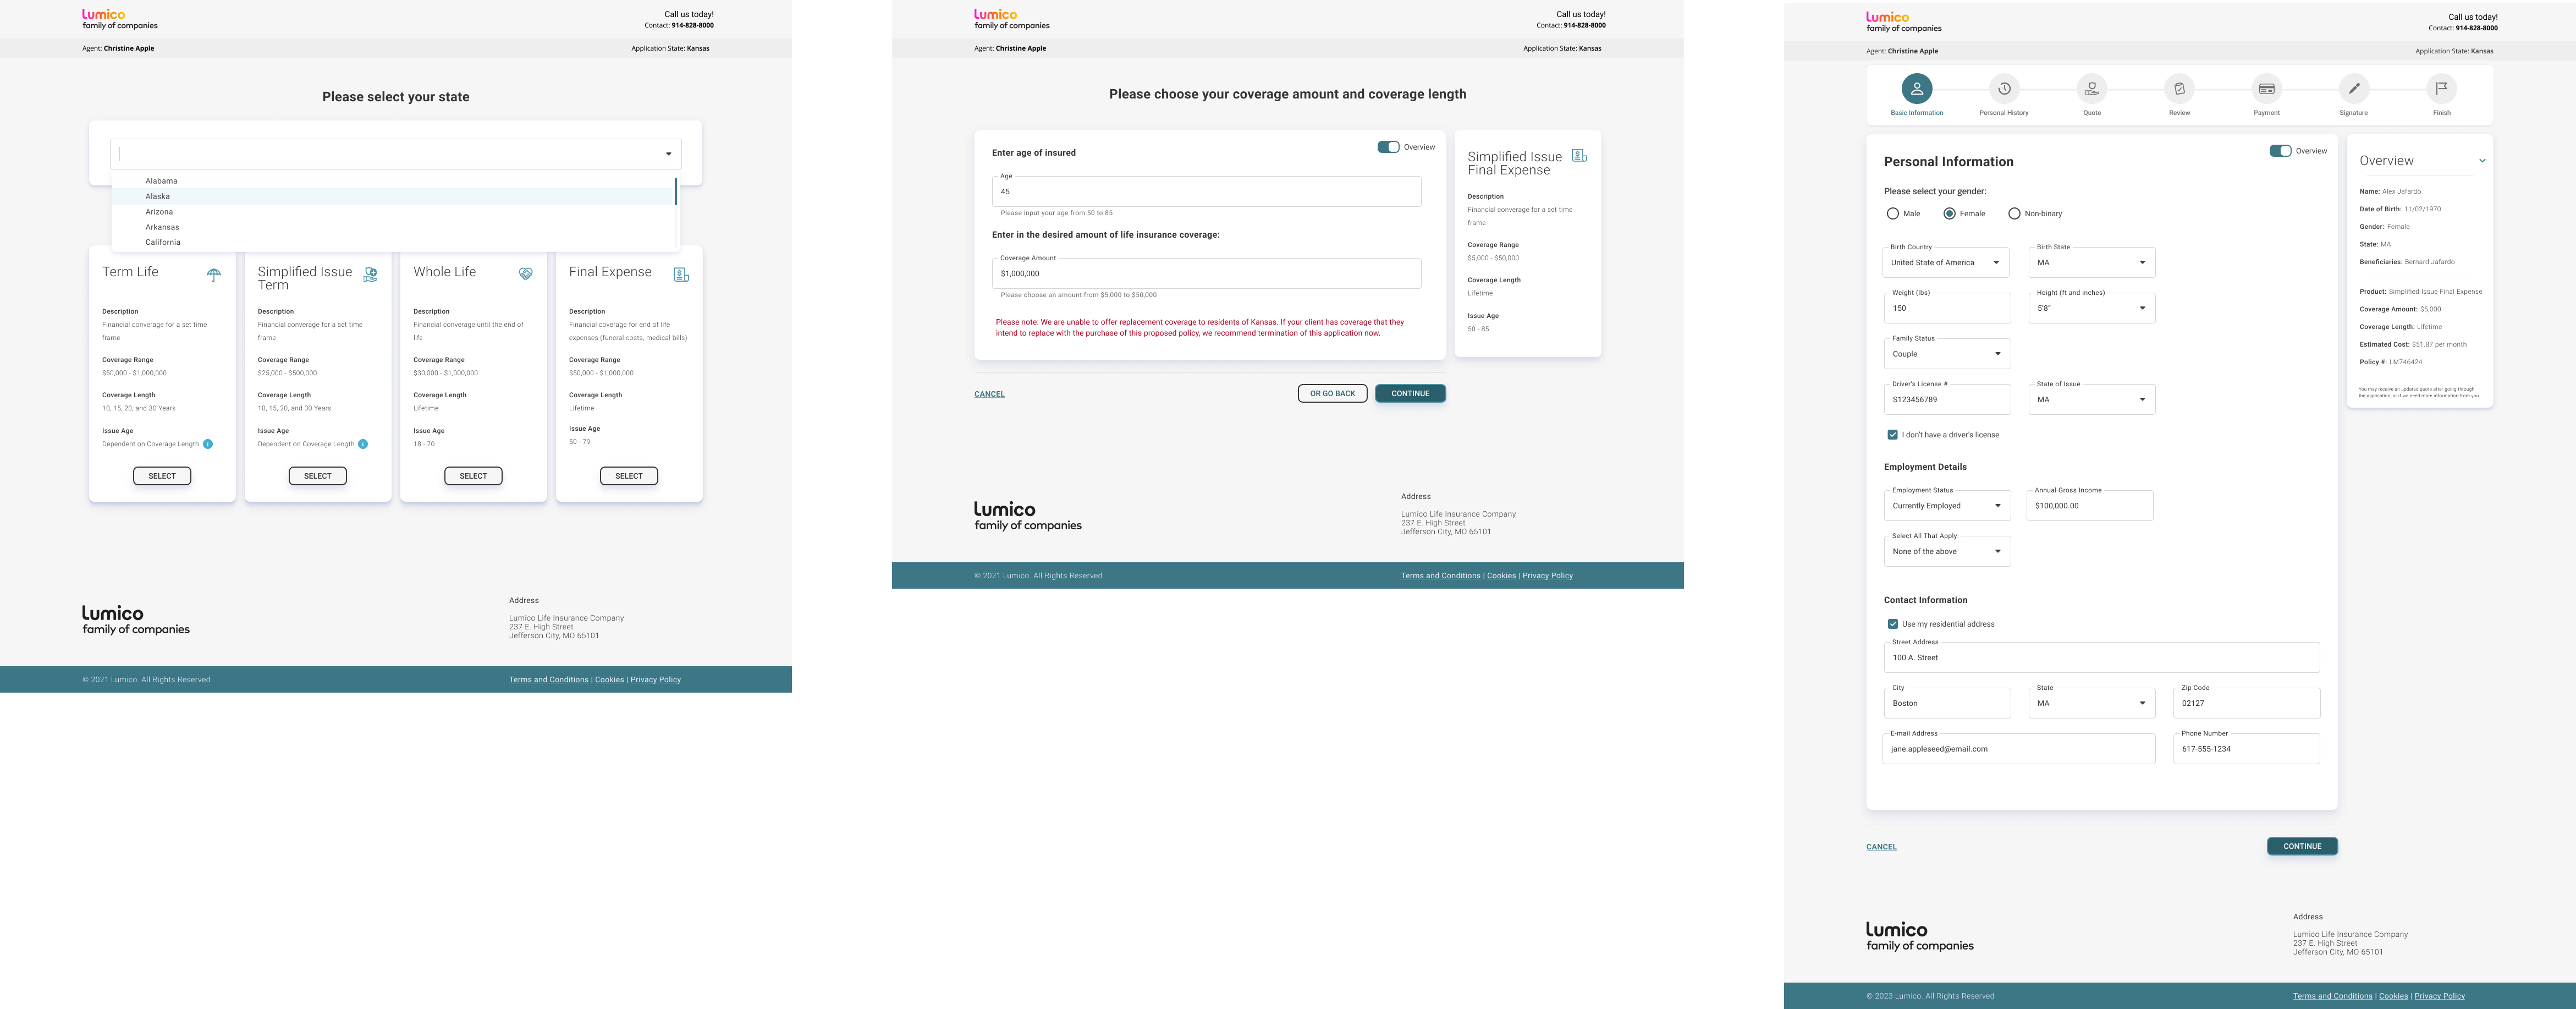 Lumico
family of companies
Call us today!
Contact: 914-828-8000
Agent: Christine Apple
Application State: Kansas
Please select your state
Alabama
Alaska
Arizona
Arkansas
California
Term Life
Description
Financial converage for a set time
frame
Coverage Range
$50,000 - $1,000,000
Coverage Length
10, 15, 20, and 30 Years
Issue Age
Dependent on Coverage Length
i
SELECT
Simplified Issue
Term
Description
Financial converage for a set time
frame
Coverage Range
$25,000 - $500,000
Coverage Length
10, 15, 20, and 30 Years
Issue Age
Dependent on Coverage Length
i
SELECT
Whole Life
Description
Financial converage until the end of
life
Coverage Range
$30,000 - $1,000,000
Coverage Length
Lifetime
Issue Age
18 - 70
SELECT
Final Expense
Description
Financial coverage for end of life
expenses (funeral costs, medical bills)
Coverage Range
$50,000 - $1,000,000
Coverage Length
Lifetime
Issue Age
50 - 79
SELECT
Lumico
family of companies
Address
Lumico Life Insurance Company
237 E. High Street
Jefferson City, MO 65101
© 2021 Lumico. All Rights Reserved
Terms and Conditions | Cookies | Privacy Policy
Lumico
family of companies
Call us today!
Contact: 914-828-8000
Agent: Christine Apple
Application State: Kansas
Please choose your coverage amount and coverage length
Enter age of insured
Overview
Age
45
Please input your age from 50 to 85
Enter in the desired amount of life insurance coverage:
Coverage Amount
$1,000,000
Please choose an amount from $5,000 to $50,000
Please note: We are unable to offer replacement coverage to residents of Kansas. If your client has coverage that they
intend to replace with the purchase of this proposed policy, we recommend termination of this application now.
Simplified Issue
Final Expense
Description
Financial converage for a set time
frame
Coverage Range
$5,000 - $50,000
Coverage Length
Lifetime
Issue Age
50 - 85
CANCEL
OR GO BACK
CONTINUE
Lumico
family of companies
Address
Lumico Life Insurance Company
237 E. High Street
Jefferson City, MO 65101
© 2021 Lumico. All Rights Reserved
Terms and Conditions | Cookies | Privacy Policy
Lumico
family of companies
Call us today!
Contact: 914-828-8000
Agent: Christine Apple
Application State: Kansas
Basic Information
Personal History
Quote
Review
Payment
Signature
Finish
Personal Information
Overview
Please select your gender:
Male
Female
Non-binary
Birth Country
United State of America
Birth State
MA
Weight (lbs)
150
Height (ft and inches)
5'8"
Family Status
Couple
Driver's License #
S123456789
State of Issue
MA
I don't have a driver's license
Employment Details
Employment Status
Currently Employed
Annual Gross Income
$100,000.00
Select All That Apply:
None of the above
Contact Information
Use my residential address
Street Address
100 A. Street
City
Boston
State
MA
Zip Code
02127
E-mail Address
jane.appleseed@email.com
Phone Number
617-555-1234
Overview
Name: Alex Jafardo
Date of Birth: 11/02/1970
Gender: Female
State: MA
Beneficiaries: Bernard Jafardo
Product: Simplified Issue Final Expense
Coverage Amount: $5,000
Coverage Length: Lifetime
Estimated Cost: $51.87 per month
Policy #: LM746424
You may receive an updated quote after going through
the application, or if we need more information from you.
CANCEL
CONTINUE
Lumico
family of companies
Address
Lumico Life Insurance Company
237 E. High Street
Jefferson City, MO 65101
© 2023 Lumico. All Rights Reserved
Terms and Conditions | Cookies | Privacy Policy